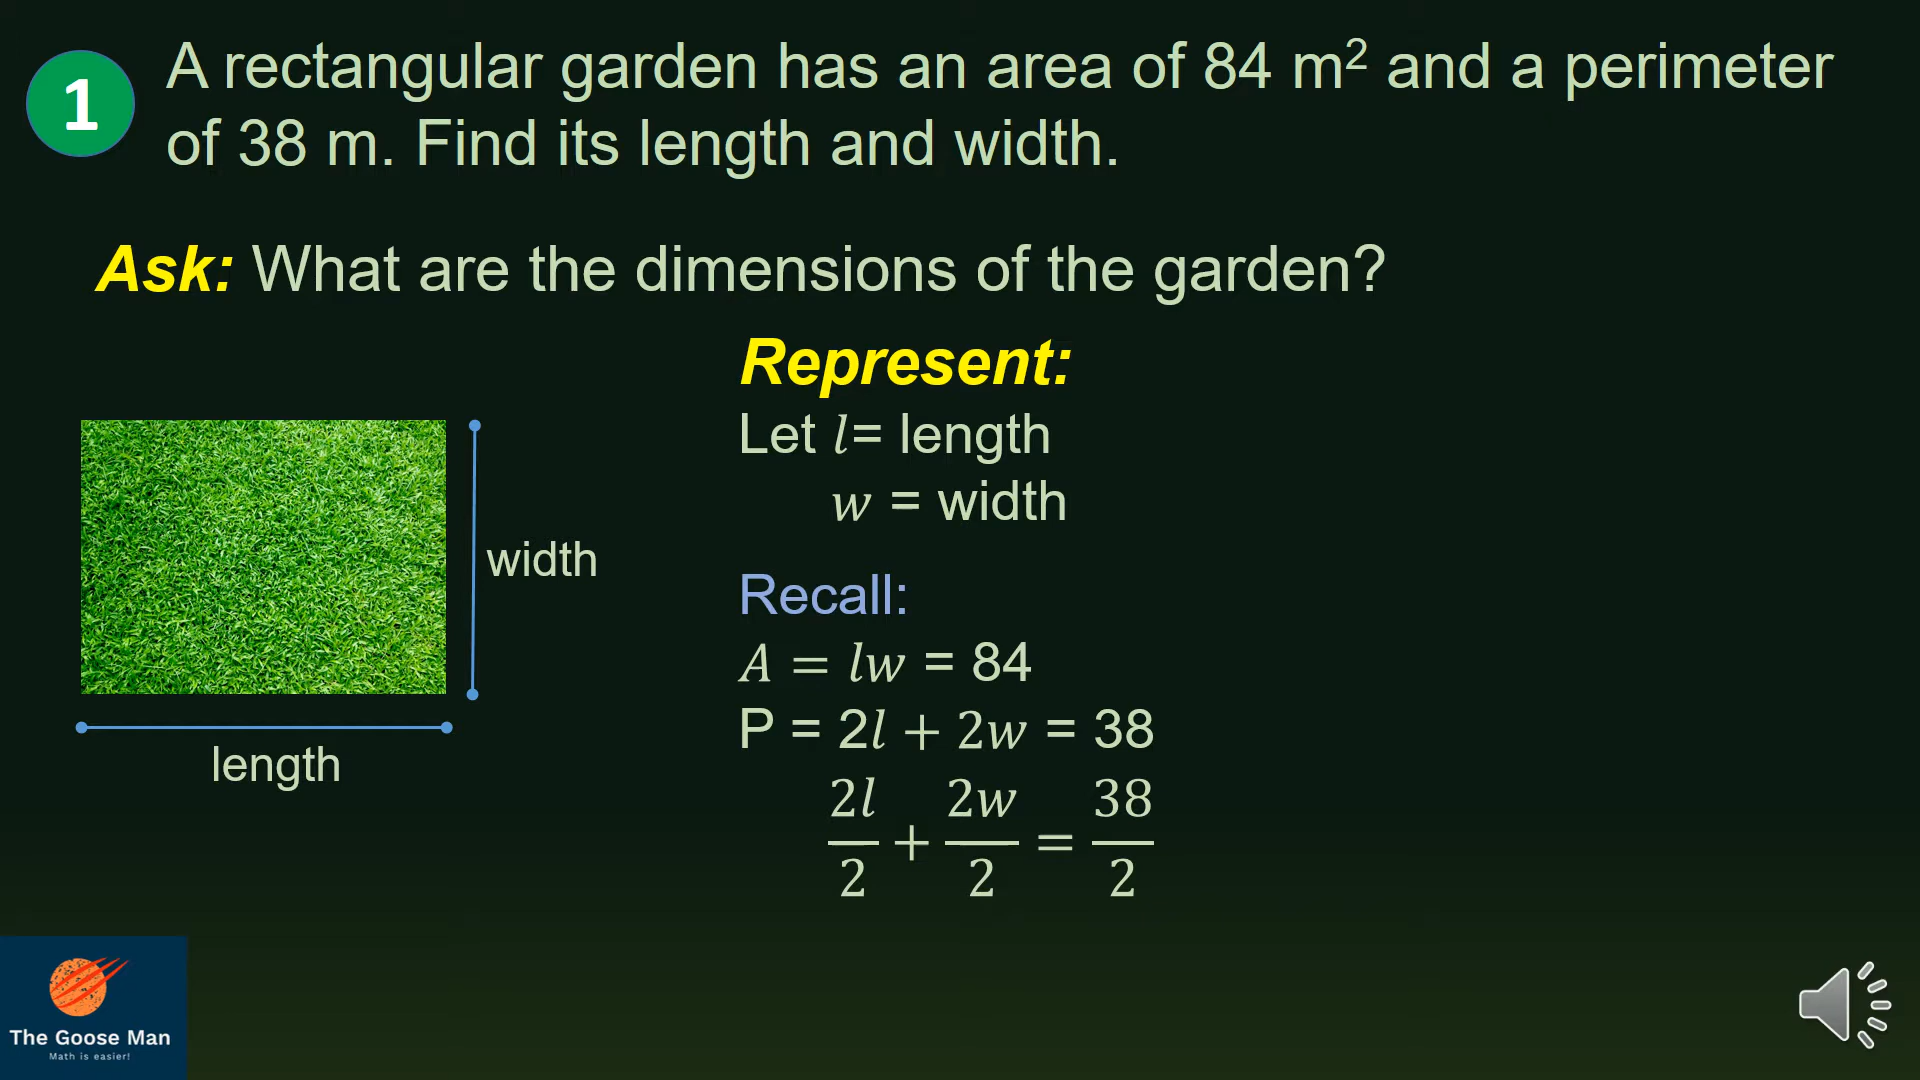 1
A rectangular garden has an area of 84 m² and a perimeter
of 38 m. Find its length and width.
Ask: What are the dimensions of the garden?
width
length
Represent:
Let l= length
w = width
Recall:
A = lw = 84
P = 2l + 2w = 38
2l/2 + 2w/2 = 38/2
The Goose Man
Math is easier!